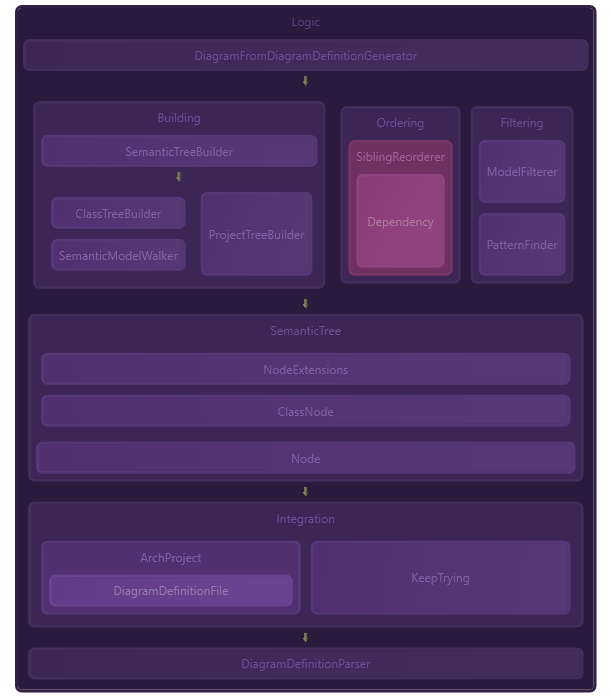 Logic
DiagramFromDiagramDefinitionGenerator
Building
SemanticTreeBuilder
ClassTreeBuilder
SemanticModelWalker
ProjectTreeBuilder
Ordering
SiblingReorderer
Dependency
Filtering
ModelFilterer
PatternFinder
SemanticTree
NodeExtensions
ClassNode
Node
Integration
ArchProject
DiagramDefinitionFile
KeepTrying
DiagramDefinitionParser